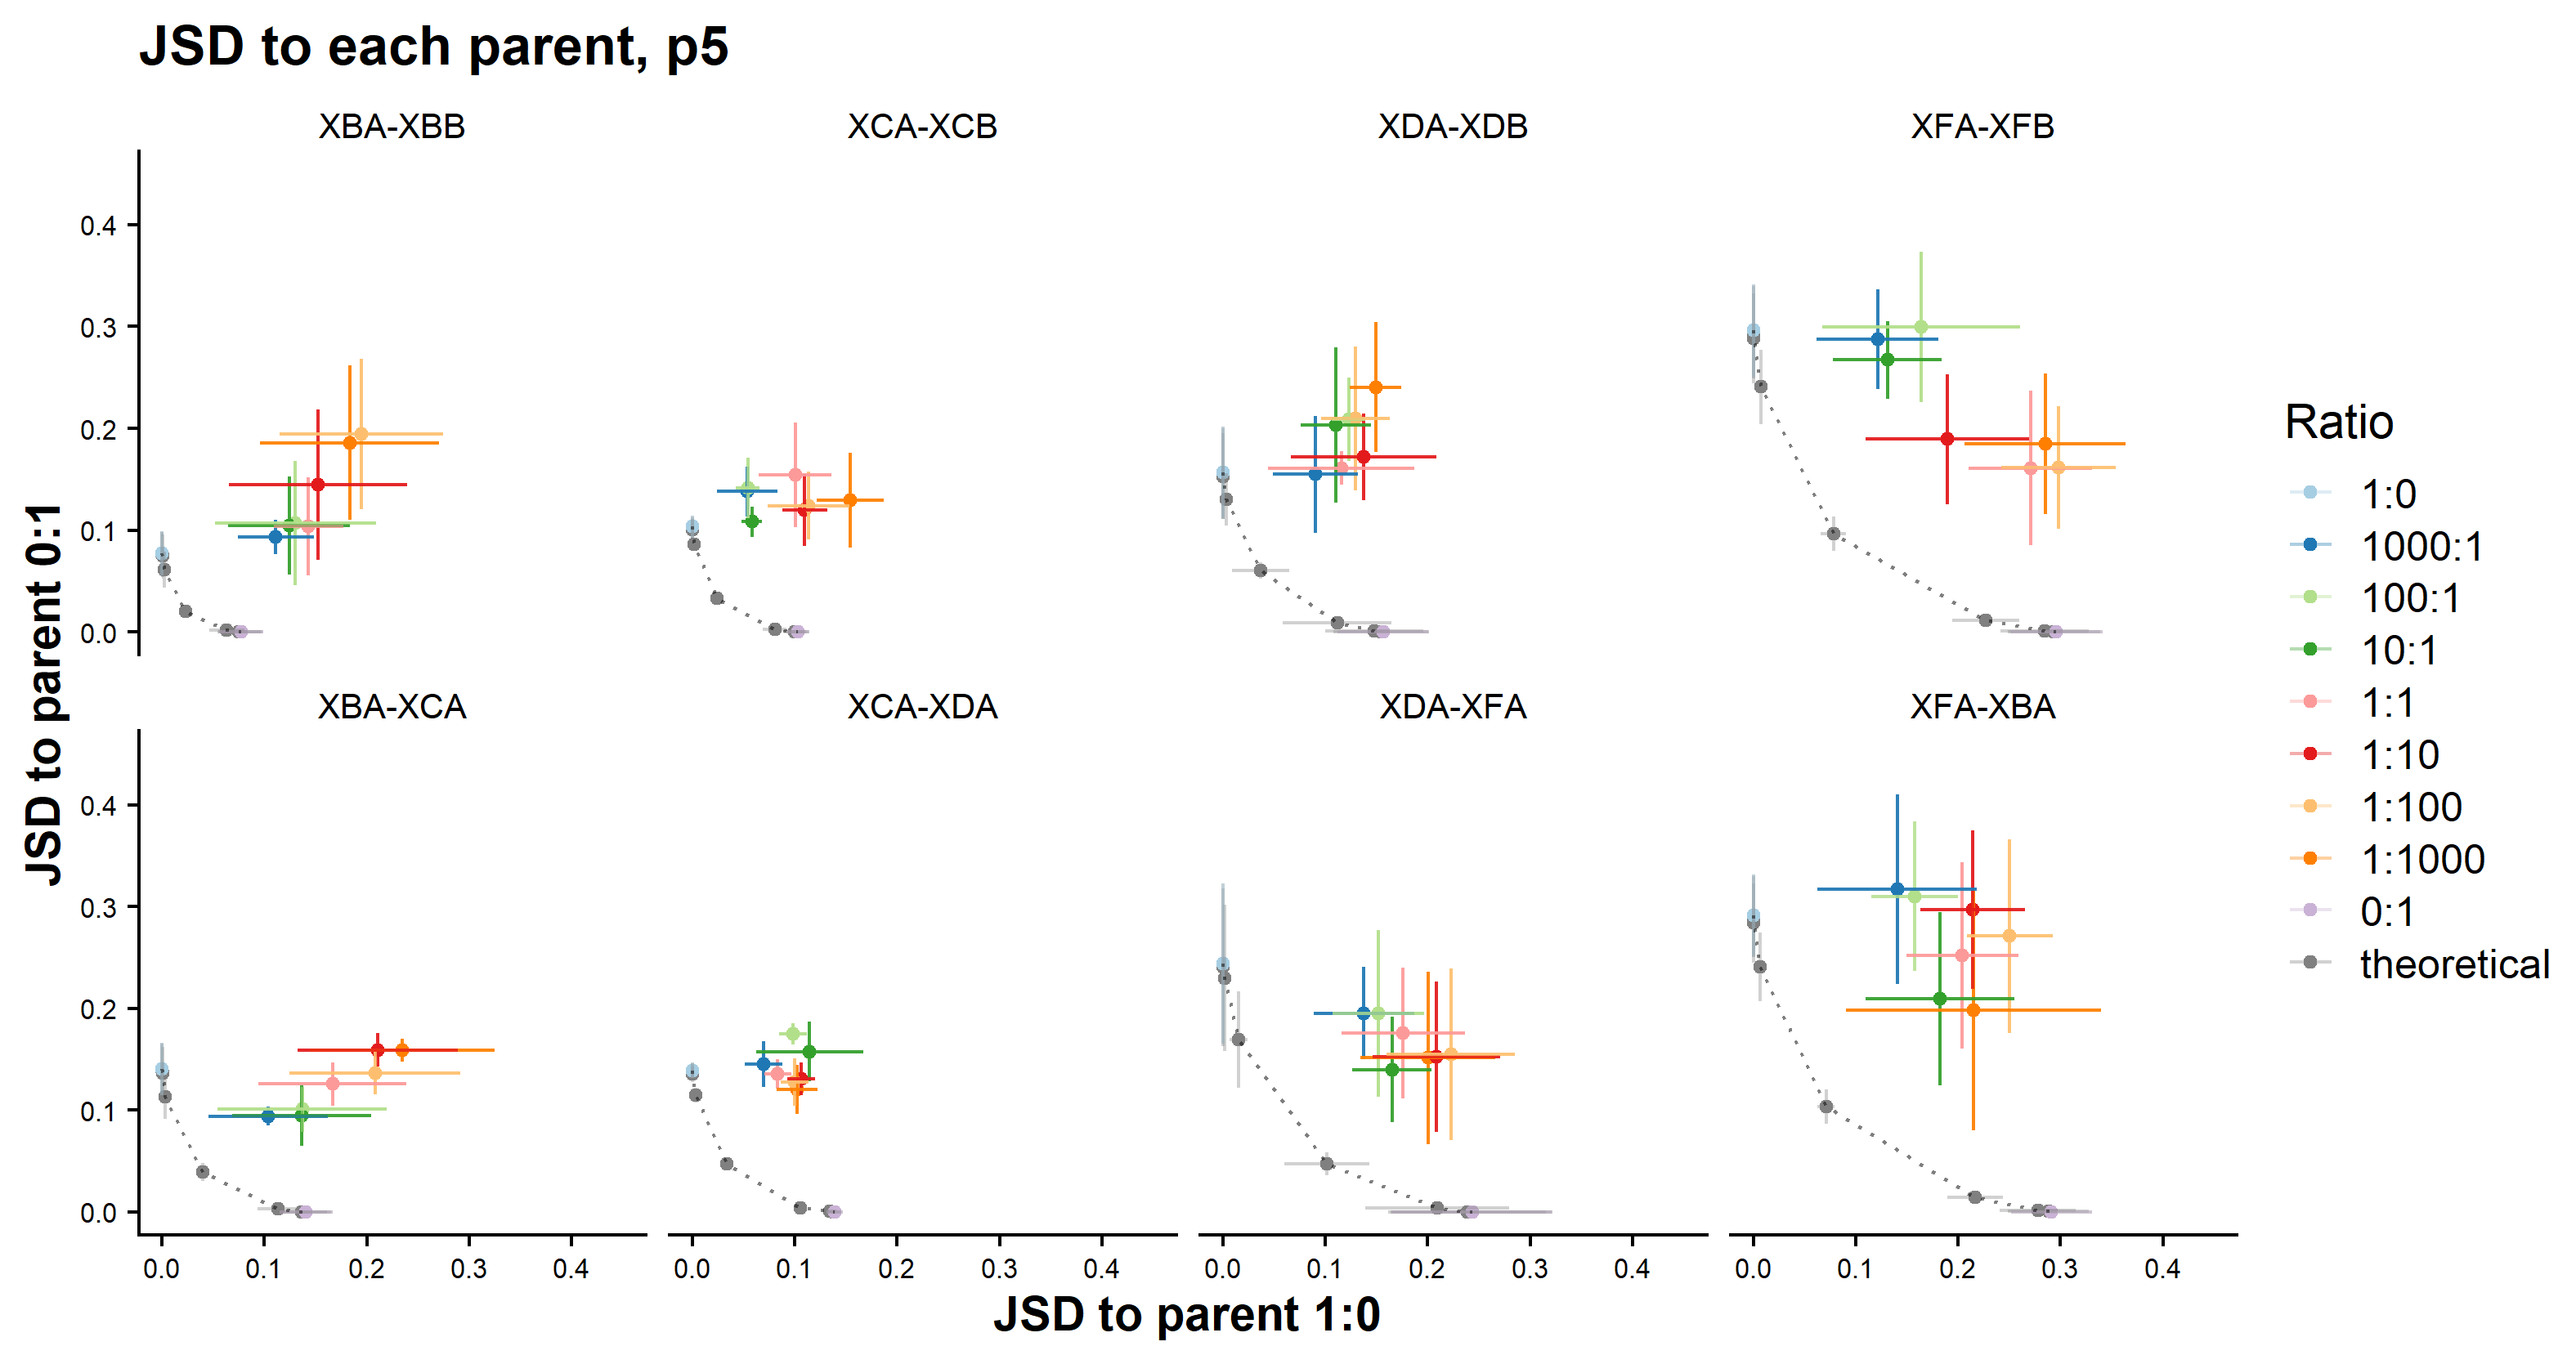 JSD to each parent, p5
XBA-XBB
XCA-XCB
XDA-XDB
XFA-XFB
0.4
0.3
0.2
0.1
0.0
JSD to parent 0:1
XBA-XCA
XCA-XDA
XDA-XFA
XFA-XBA
0.4
0.3
0.2
0.1
0.0
0.0 0.1 0.2 0.3 0.4
0.0 0.1 0.2 0.3 0.4
0.0 0.1 0.2 0.3 0.4
0.0 0.1 0.2 0.3 0.4
JSD to parent 1:0
Ratio
1:0
1000:1
100:1
10:1
1:1
1:10
1:100
1:1000
0:1
theoretical